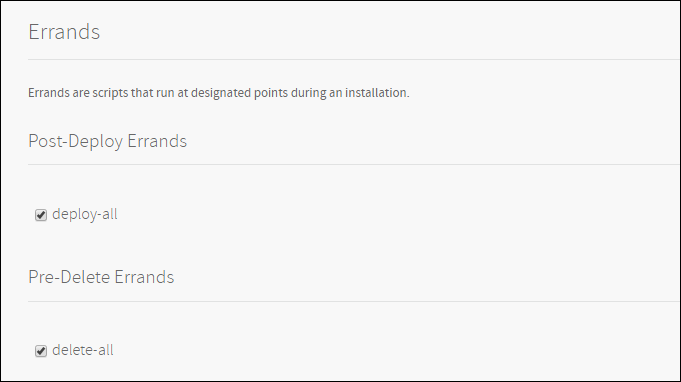 Errands
Errands are scripts that run at designated points during an installation.
Post-Deploy Errands
deploy-all
Pre-Delete Errands
delete-all